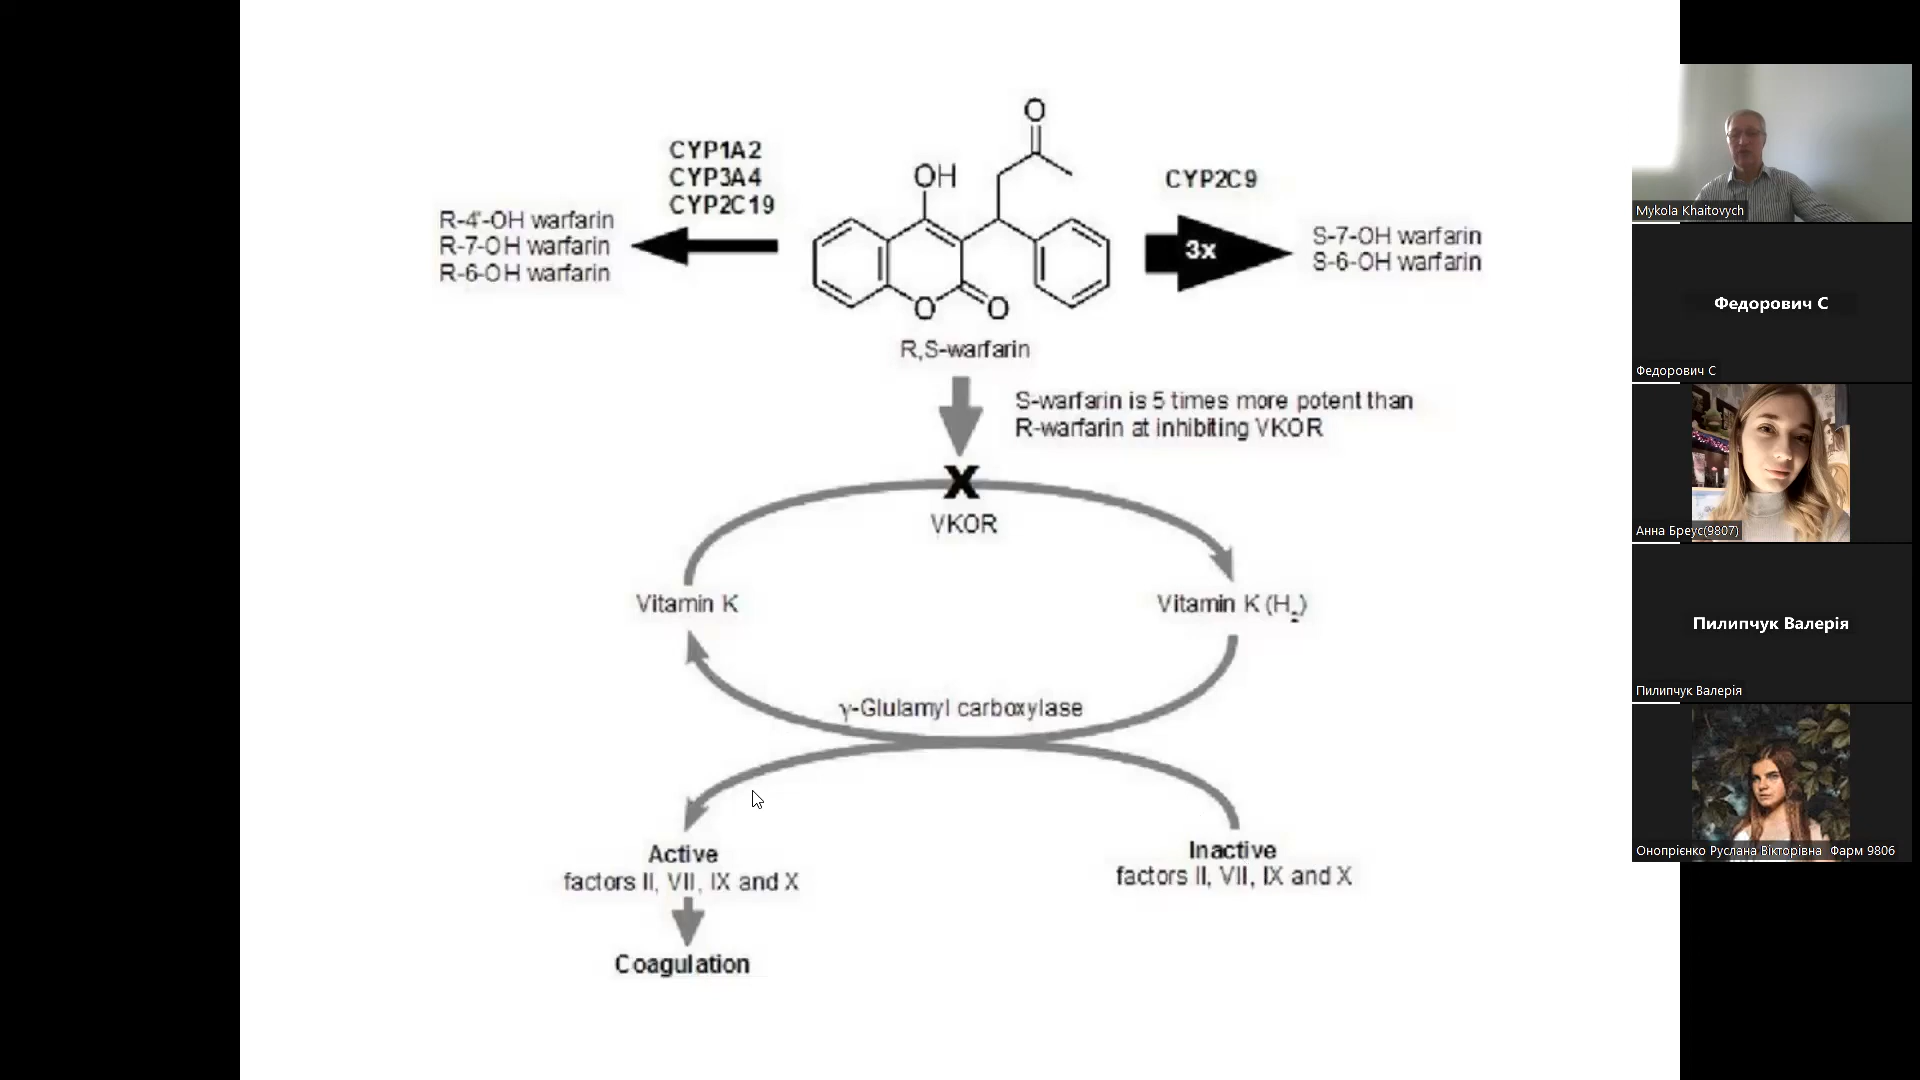 CYP1A2
CYP3A4
CYP2C19
R-4'-OH warfarin
R-7-OH warfarin
R-6-OH warfarin
O
OH
O
O
CYP2C9
3x
S-7-OH warfarin
S-6-OH warfarin
R,S-warfarin
S-warfarin is 5 times more potent than
R-warfarin at inhibiting VKOR
X
VKOR
Vitamin K
Vitamin K (H₂)
γ-Glulamyl carboxylase
Active
factors II, VII, IX and X
Inactive
factors II, VII, IX and X
Coagulation
Mykola Khaitovych
Федорович С
Федорович С
Анна Бреус(9807)
Пилипчук Валерія
Пилипчук Валерія
Онопрієнко Руслана Вікторівна Фарм 9806